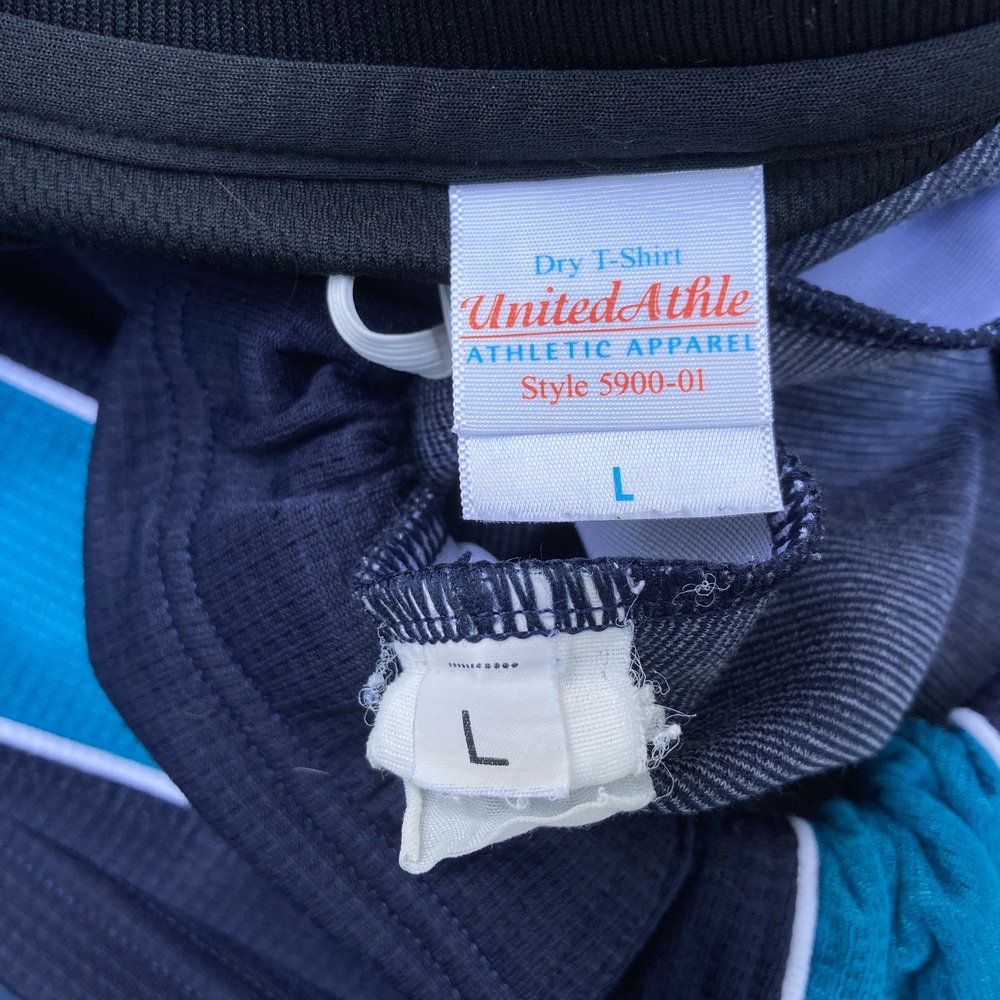 Dry T-Shirt
UnitedAthle
ATHLETIC APPAREL
Style 5900-01
L
L